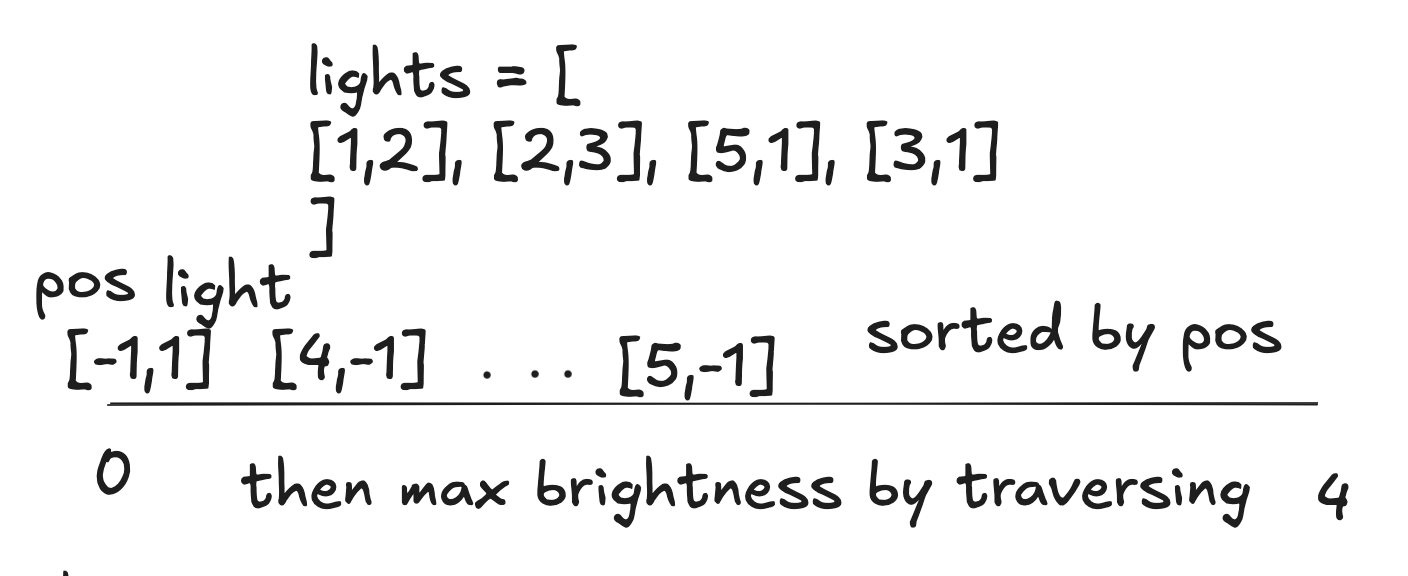 lights = [
[1,2], [2,3], [5,1], [3,1]
]
pos light
[-1,1] [4,-1] . . . [5,-1] sorted by pos
0 then max brightness by traversing 4